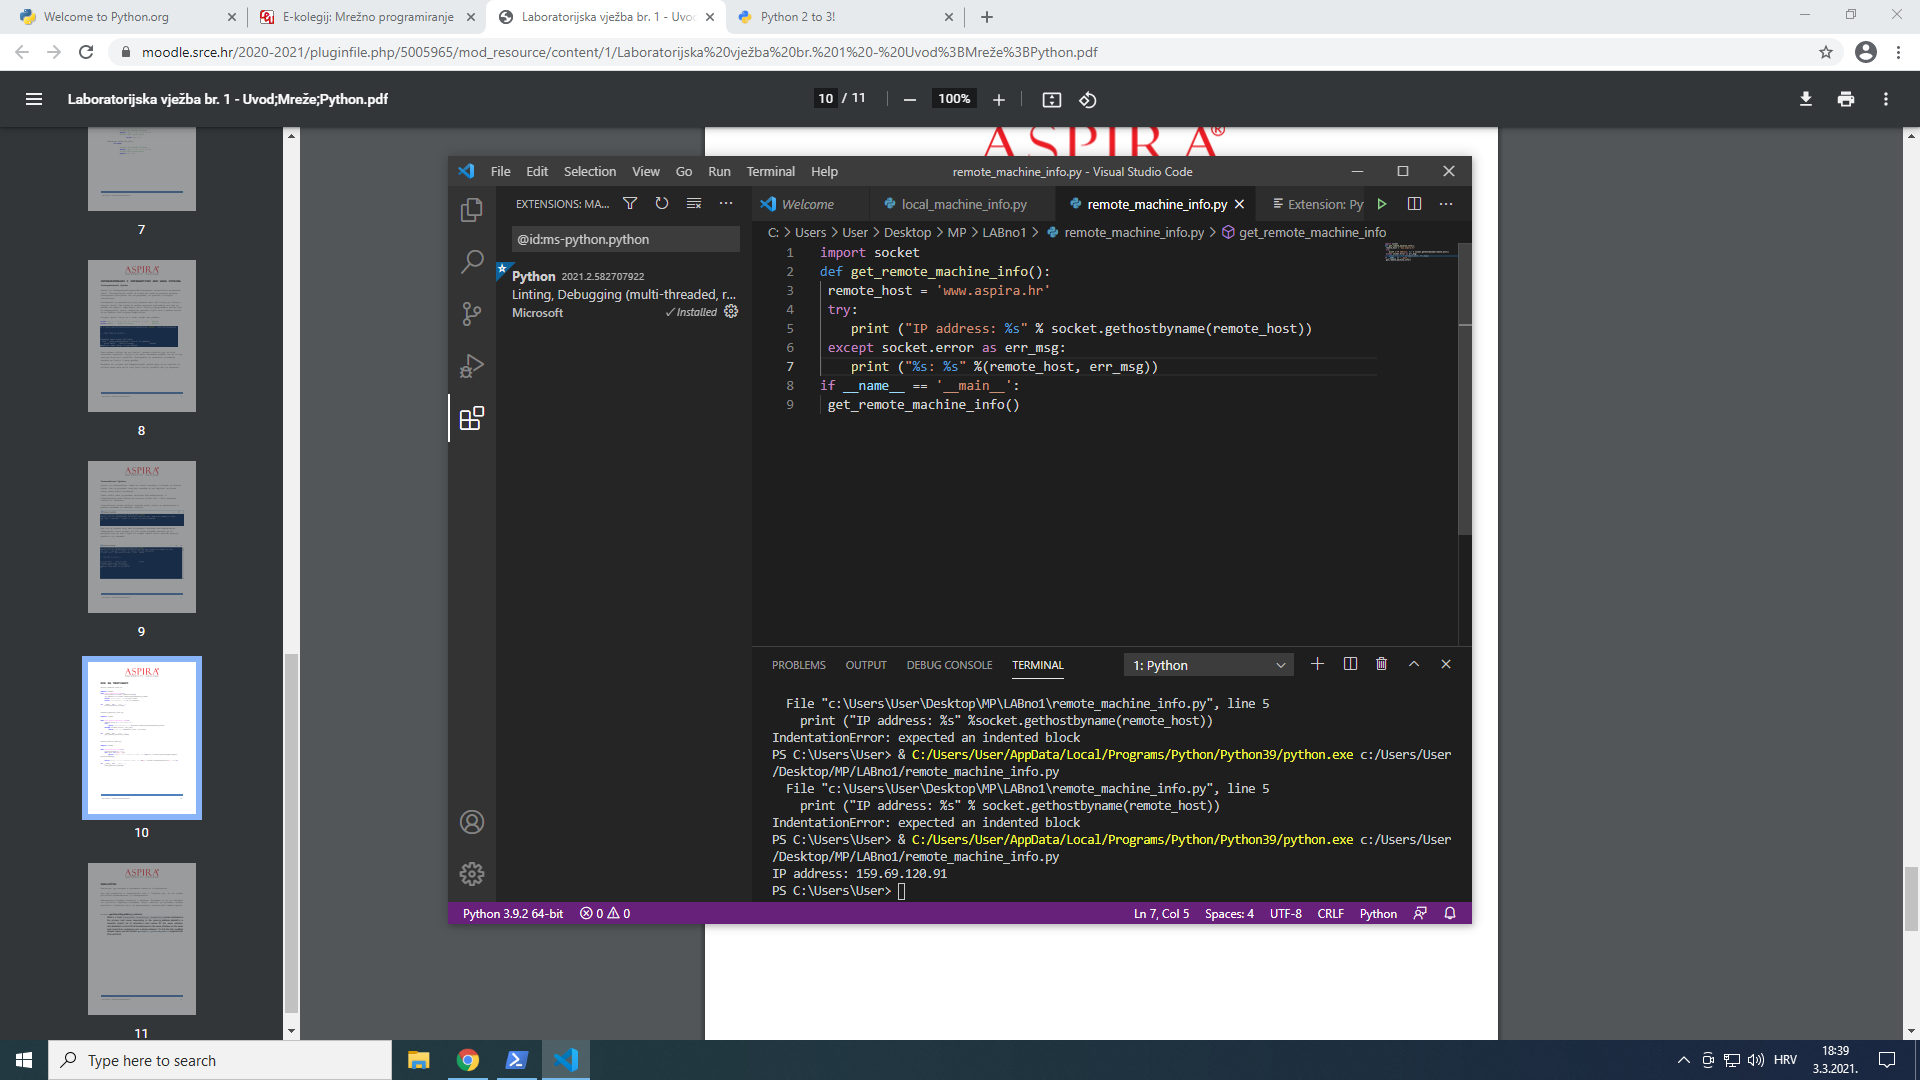 Welcome to Python.org
E-kolegij: Mrežno programiranje
Laboratorijska vježba br. 1 - Uvo
Python 2 to 3!
moodle.srce.hr/2020-2021/pluginfile.php/5005965/mod_resource/content/1/Laboratorijska%20vježba%20br.%201%20-%20Uvod%3BMreže%3BPython.pdf
Laboratorijska vježba br. 1 - Uvod;Mreže;Python.pdf
10 / 11
100%
7
ASPIRA
8
ASPIRA
9
ASPIRA
10
ASPIRA
11
ASPIRA®
File Edit Selection View Go Run Terminal Help
remote_machine_info.py - Visual Studio Code
EXTENSIONS: MA...
@id:ms-python.python
Python 2021.2.582707922
Linting, Debugging (multi-threaded, r...
Microsoft
✓Installed
Welcome
local_machine_info.py
remote_machine_info.py
Extension: Py
C: > Users > User > Desktop > MP > LABno1 > remote_machine_info.py > get_remote_machine_info
1 import socket
2 def get_remote_machine_info():
3 remote_host = 'www.aspira.hr'
4 try:
5 print ("IP address: %s" % socket.gethostbyname(remote_host))
6 except socket.error as err_msg:
7 print ("%s: %s" %(remote_host, err_msg))
8 if __name__ == '__main__':
9 get_remote_machine_info()
PROBLEMS OUTPUT DEBUG CONSOLE TERMINAL
1: Python
File "c:\Users\User\Desktop\MP\LABno1\remote_machine_info.py", line 5
print ("IP address: %s" %socket.gethostbyname(remote_host))
IndentationError: expected an indented block
PS C:\Users\User> & C:/Users/User/AppData/Local/Programs/Python/Python39/python.exe c:/Users/User
/Desktop/MP/LABno1/remote_machine_info.py
File "c:\Users\User\Desktop\MP\LABno1\remote_machine_info.py", line 5
print ("IP address: %s" % socket.gethostbyname(remote_host))
IndentationError: expected an indented block
PS C:\Users\User> & C:/Users/User/AppData/Local/Programs/Python/Python39/python.exe c:/Users/User
/Desktop/MP/LABno1/remote_machine_info.py
IP address: 159.69.120.91
PS C:\Users\User>
Python 3.9.2 64-bit
0
0
Ln 7, Col 5
Spaces: 4
UTF-8
CRLF
Python
Type here to search
HRV
18:39
3.3.2021.